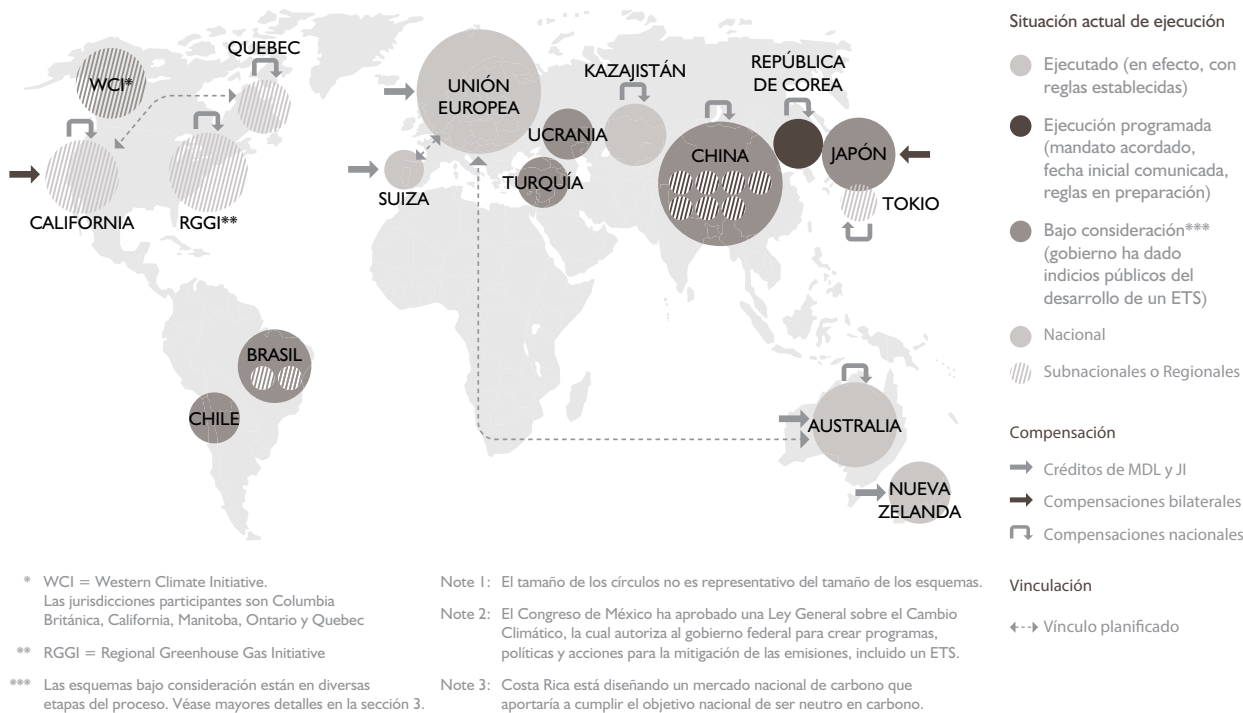 QUEBEC
WCI*
CALIFORNIA
RGGI**
UNIÓN
EUROPEA
SUIZA
UCRANIA
TURQUÍA
KAZAJISTÁN
CHINA
REPÚBLICA
DE COREA
JAPÓN
TOKIO
BRASIL
CHILE
AUSTRALIA
NUEVA
ZELANDA
Situación actual de ejecución
Ejecutado (en efecto, con
reglas establecidas)
Ejecución programada
(mandato acordado,
fecha inicial comunicada,
reglas en preparación)
Bajo consideración***
(gobierno ha dado
indicios públicos del
desarrollo de un ETS)
Nacional
Subnacionales o Regionales
Compensación
Créditos de MDL y JI
Compensaciones bilaterales
Compensaciones nacionales
Vinculación
Vínculo planificado
* WCI = Western Climate Initiative.
Las jurisdicciones participantes son Columbia
Británica, California, Manitoba, Ontario y Quebec
** RGGI = Regional Greenhouse Gas Initiative
*** Las esquemas bajo consideración están en diversas
etapas del proceso. Véase mayores detalles en la sección 3.
Note 1: El tamaño de los círculos no es representativo del tamaño de los esquemas.
Note 2: El Congreso de México ha aprobado una Ley General sobre el Cambio
Climático, la cual autoriza al gobierno federal para crear programas,
políticas y acciones para la mitigación de las emisiones, incluido un ETS.
Note 3: Costa Rica está diseñando un mercado nacional de carbono que
aportaría a cumplir el objetivo nacional de ser neutro en carbono.